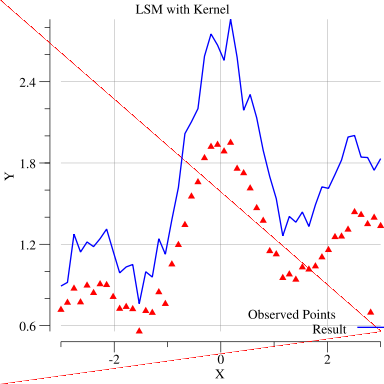 LSM with Kernel
2.4
1.8
1.2
0.6
Y
Observed Points
Result
-2 0 2
X